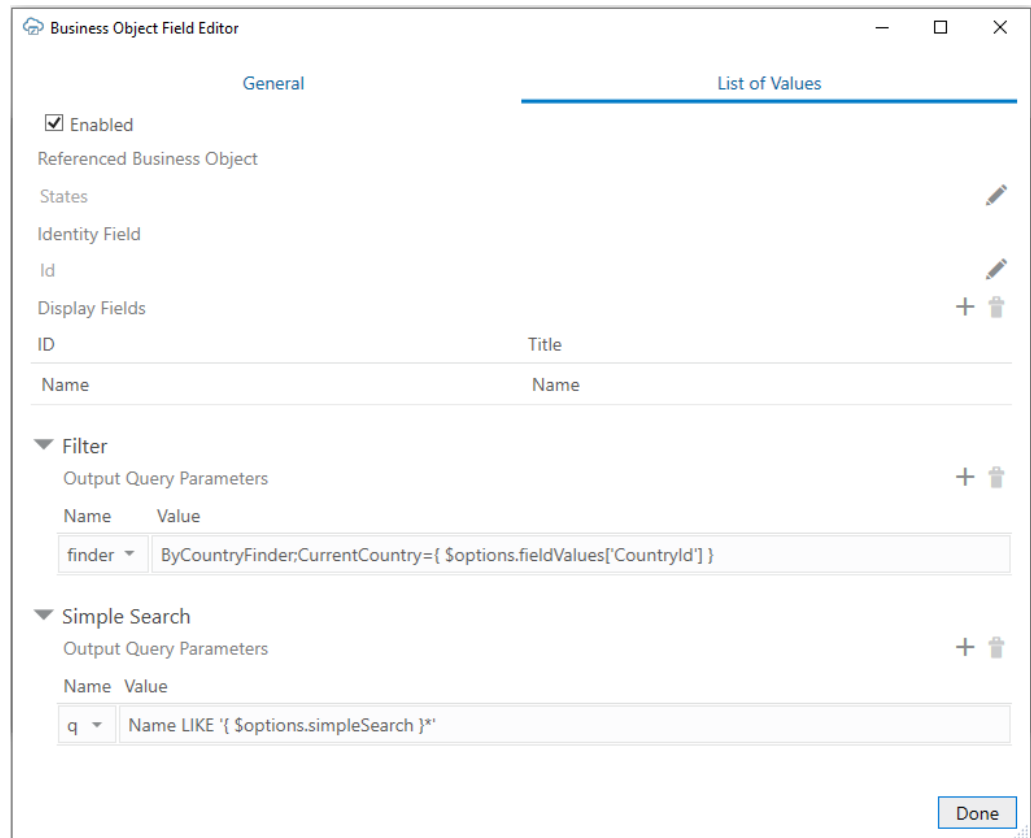 Business Object Field Editor
General List of Values
Enabled
Referenced Business Object
States
Identity Field
Id
Display Fields
ID Title
Name Name
Filter
Output Query Parameters
Name Value
finder ByCountryFinder;CurrentCountry={ $options.fieldValues['CountryId'] }
Simple Search
Output Query Parameters
Name Value
q Name LIKE '{ $options.simpleSearch }*'
Done